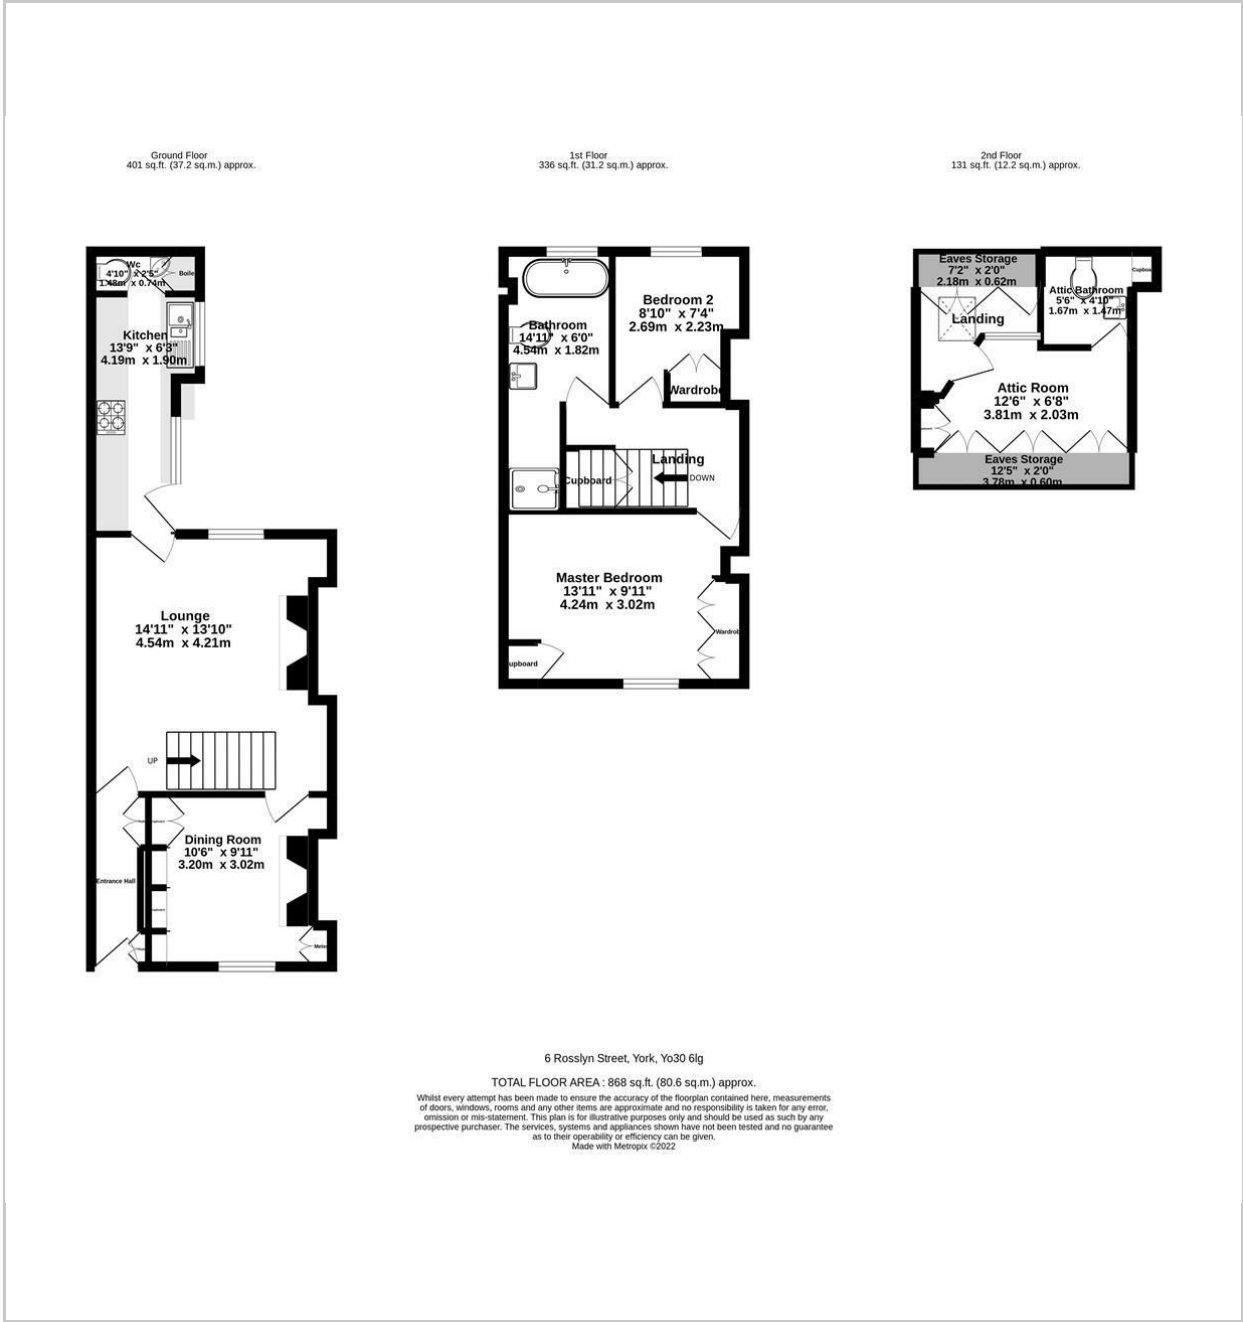 Ground Floor
401 sq.ft. (37.2 sq.m.) approx.
Wc
4'10" x 2'5"
1.48m x 0.74m
Boiler
Kitchen
13'9" x 6'3"
4.19m x 1.90m
Lounge
14'11" x 13'10"
4.54m x 4.21m
UP
Dining Room
10'6" x 9'11"
3.20m x 3.02m
Entrance Hall
Meter
1st Floor
336 sq.ft. (31.2 sq.m.) approx.
Bedroom 2
8'10" x 7'4"
2.69m x 2.23m
Bathroom
14'11" x 6'0"
4.54m x 1.82m
Wardrobe
Landing
Cupboard
DOWN
Master Bedroom
13'11" x 9'11"
4.24m x 3.02m
Wardrobe
upboard
2nd Floor
131 sq.ft. (12.2 sq.m.) approx.
Eaves Storage
7'2" x 2'0"
2.18m x 0.62m
Cupboa
Attic Bathroom
5'6" x 4'10"
1.67m x 1.47m
Landing
Attic Room
12'6" x 6'8"
3.81m x 2.03m
Eaves Storage
12'5" x 2'0"
3.78m x 0.60m
6 Rosslyn Street, York, Yo30 6lg
TOTAL FLOOR AREA : 868 sq.ft. (80.6 sq.m.) approx.
Whilst every attempt has been made to ensure the accuracy of the floorplan contained here, measurements
of doors, windows, rooms and any other items are approximate and no responsibility is taken for any error,
omission or mis-statement. This plan is for illustrative purposes only and should be used as such by any
prospective purchaser. The services, systems and appliances shown have not been tested and no guarantee
as to their operability or efficiency can be given.
Made with Metropix ©2022